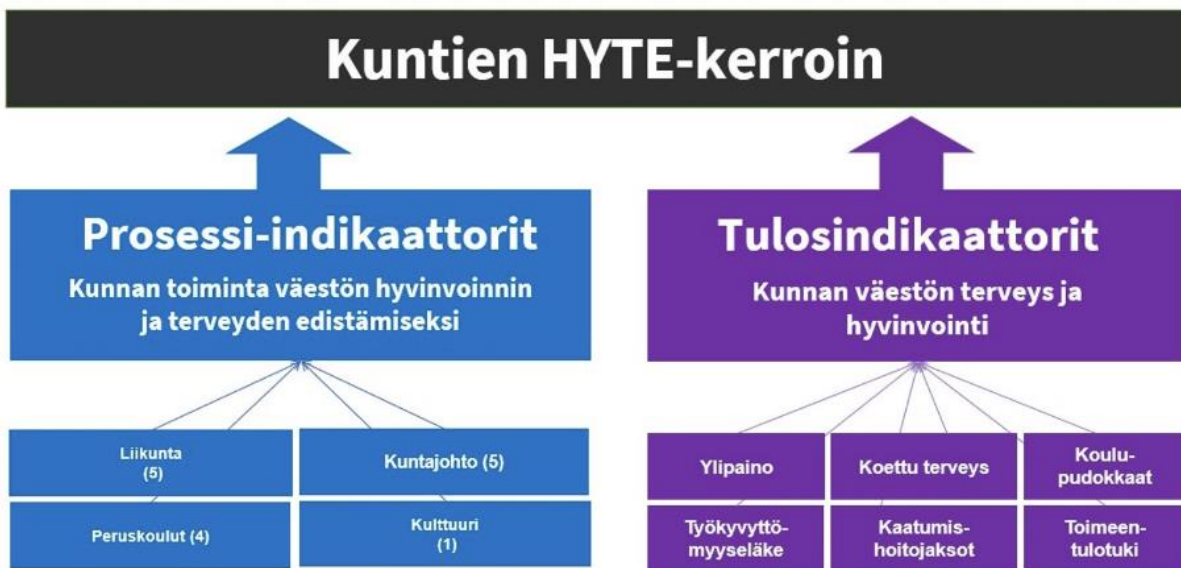 Kuntien HYTE-kerroin
Prosessi-indikaattorit
Kunnan toiminta väestön hyvinvoinnin
ja terveyden edistämiseksi
Tulosindikaattorit
Kunnan väestön terveys ja
hyvinvointi
Liikunta
(5)
Kuntajohto (5)
Peruskoulut (4)
Kulttuuri
(1)
Ylipaino
Koettu terveys
Koulu-
pudokkaat
Työkyvyttö-
myyseläke
Kaatumis-
hoitojaksot
Toimeen-
tulotuki